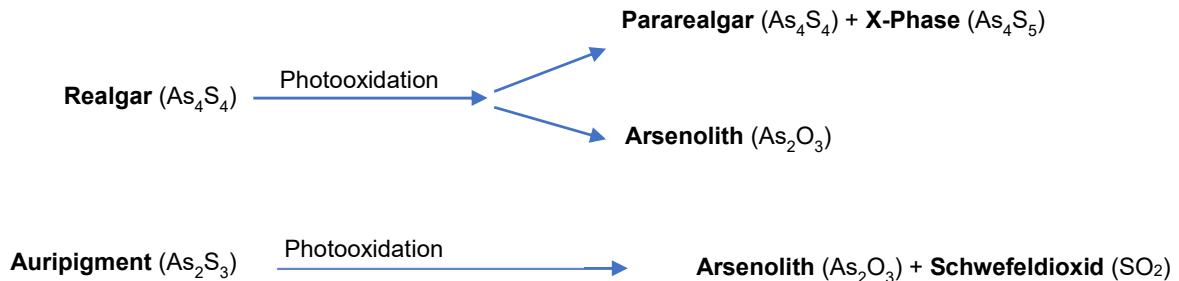 Pararealgar (As₄S₄) + X-Phase (As₄S₅)
Photooxidation
Realgar (As₄S₄)
Arsenolith (As₂O₃)
Photooxidation
Auripigment (As₂S₃)
Arsenolith (As₂O₃) + Schwefeldioxid (SO₂)